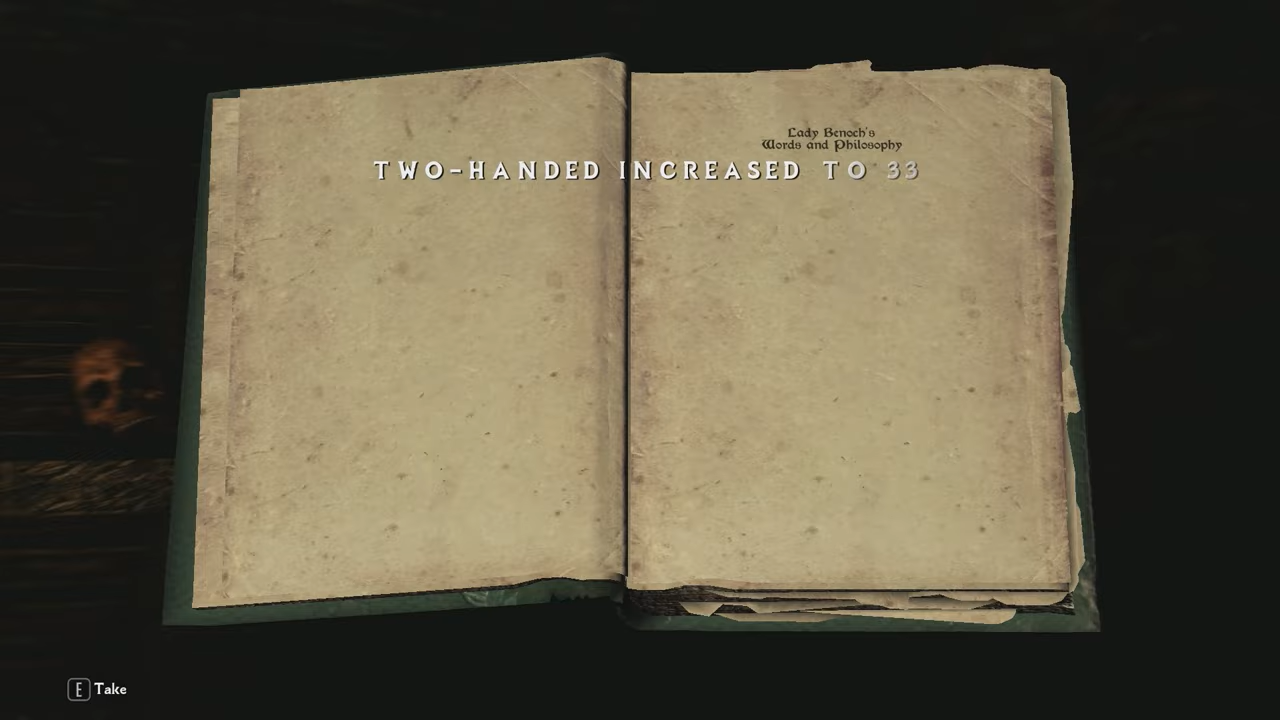 Lady Benoch's
Words and Philosophy
TWO-HANDED INCREASED TO 33
E Take